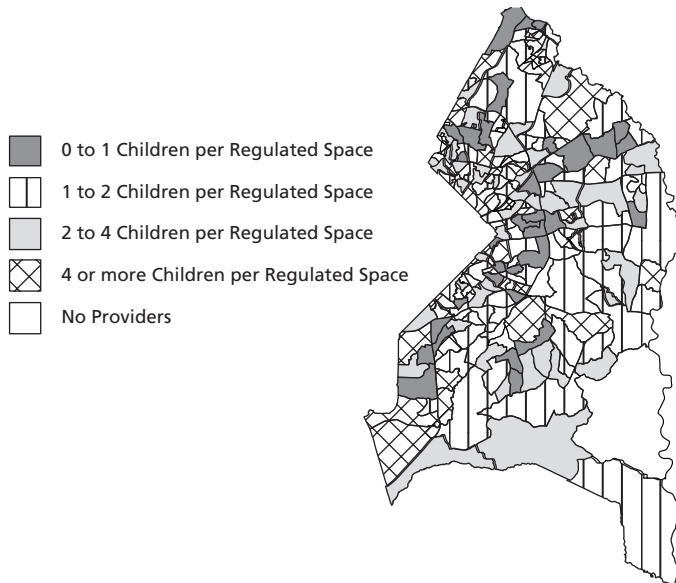 0 to 1 Children per Regulated Space
1 to 2 Children per Regulated Space
2 to 4 Children per Regulated Space
4 or more Children per Regulated Space
No Providers